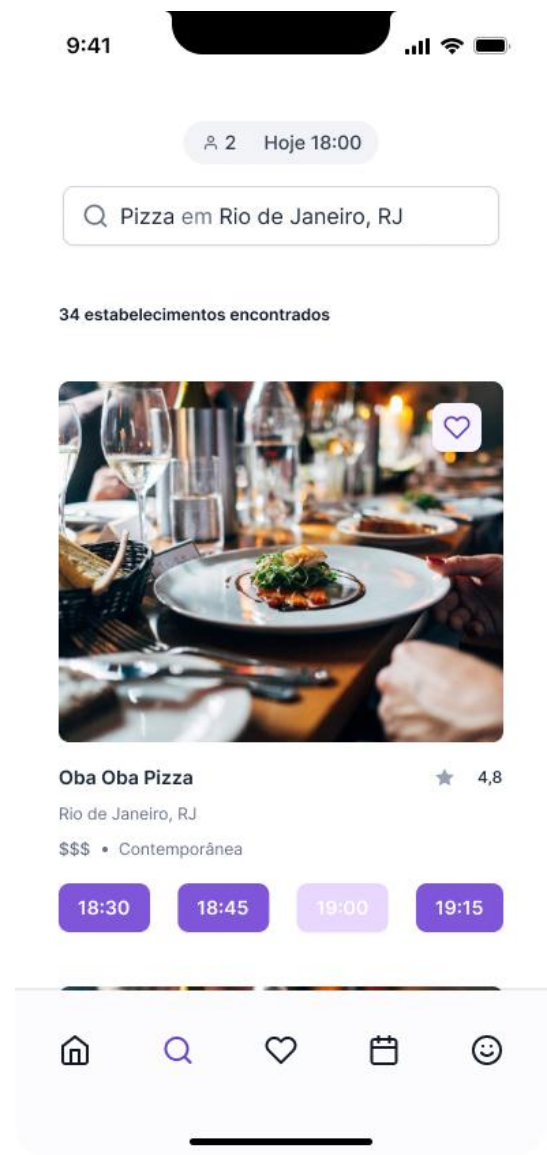 9:41
2 Hoje 18:00
Pizza em Rio de Janeiro, RJ
34 estabelecimentos encontrados
Oba Oba Pizza 4,8
Rio de Janeiro, RJ
$$$ • Contemporânea
18:30 18:45 19:00 19:15